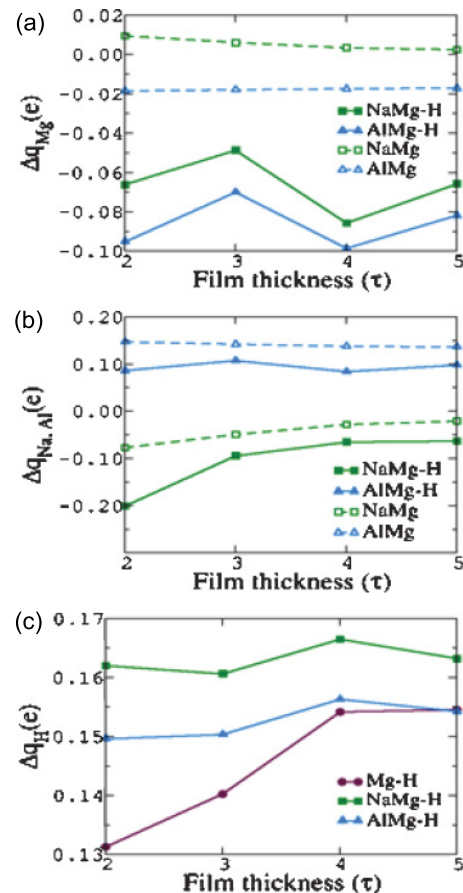 (a)
0.02
0.00
-0.02
-0.04
-0.06
-0.08
-0.10
Δq_Mg(e)
NaMg-H
AlMg-H
NaMg
AlMg
2 3 4 5
Film thickness (τ)
(b)
0.20
0.10
0.00
-0.10
-0.20
Δq_Na, Al(e)
NaMg-H
AlMg-H
NaMg
AlMg
2 3 4 5
Film thickness (τ)
(c)
0.17
0.16
0.15
0.14
0.13
Δq_H(e)
Mg-H
NaMg-H
AlMg-H
2 3 4 5
Film thickness (τ)